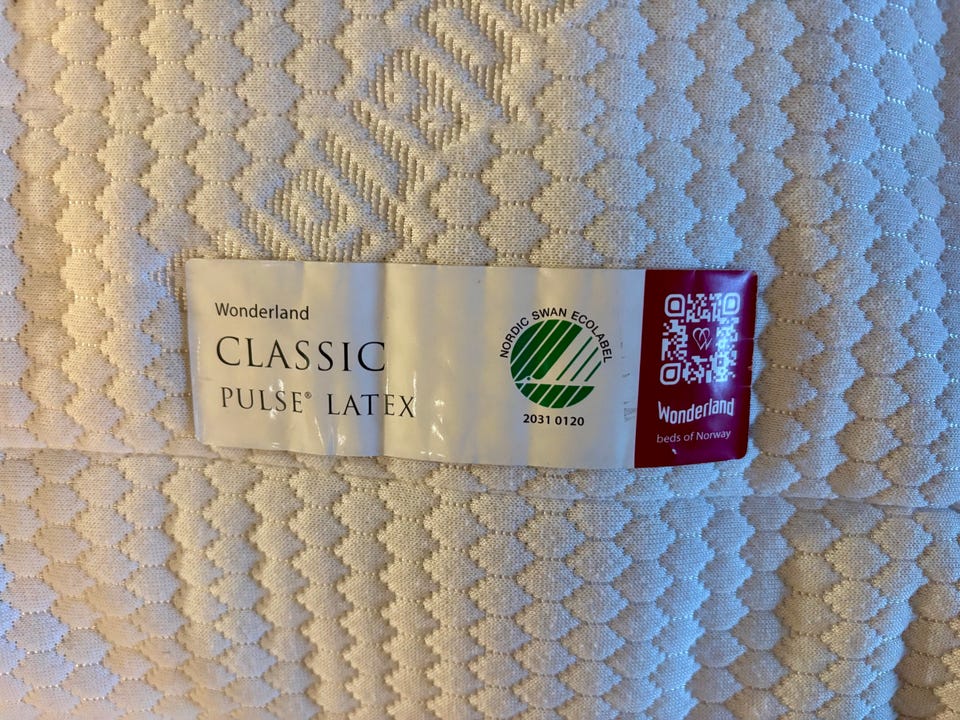 Wonderland
CLASSIC
PULSE® LATEX
NORDIC SWAN ECOLABEL
2031 0120
Wonderland
beds of Norway